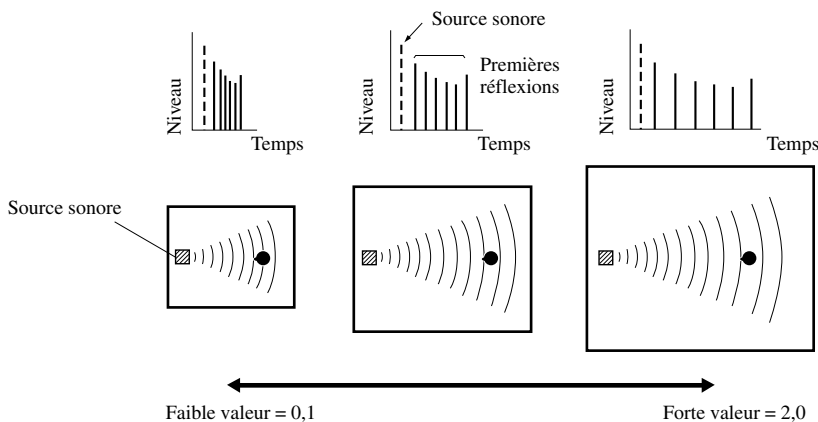 Source sonore
Premières
réflexions
Niveau
Temps
Niveau
Temps
Niveau
Temps
Source sonore
Faible valeur = 0,1
Forte valeur = 2,0